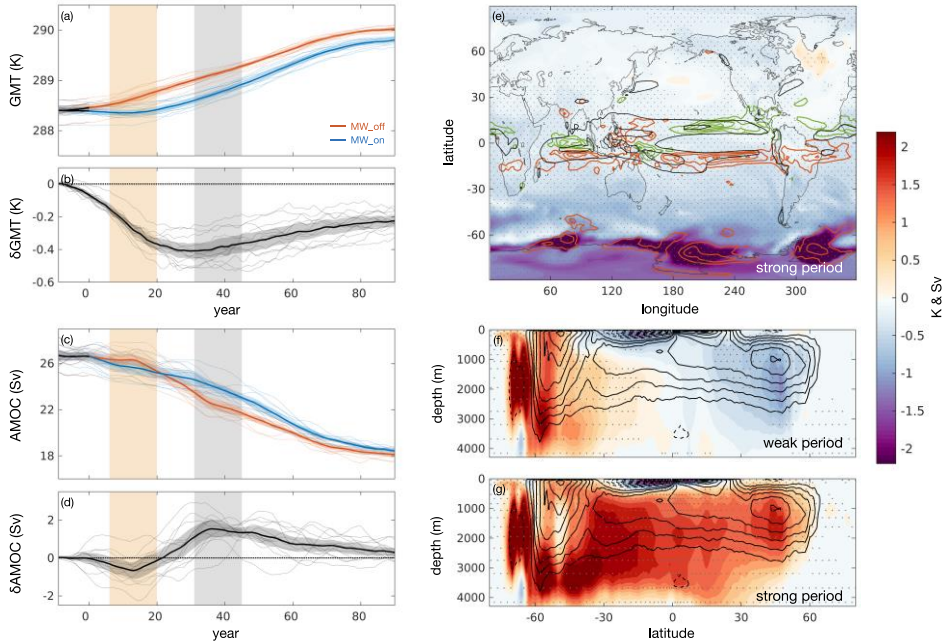 (a)
GMT (K)
290
289
288
MW_off
MW_on
(b)
δGMT (K)
0
-0.2
-0.4
-0.6
0 20 40 60 80
year
(c)
AMOC (Sv)
26
22
18
(d)
δAMOC (Sv)
2
0
-2
0 20 40 60 80
year
(e)
latitude
60
30
0
-30
-60
strong period
60 120 180 240 300
longitude
(f)
depth (m)
0
1000
2000
3000
4000
weak period
(g)
depth (m)
0
1000
2000
3000
4000
strong period
-60 0 60
latitude
2
1.5
1
0.5
0
-0.5
-1
-1.5
-2
K & Sv